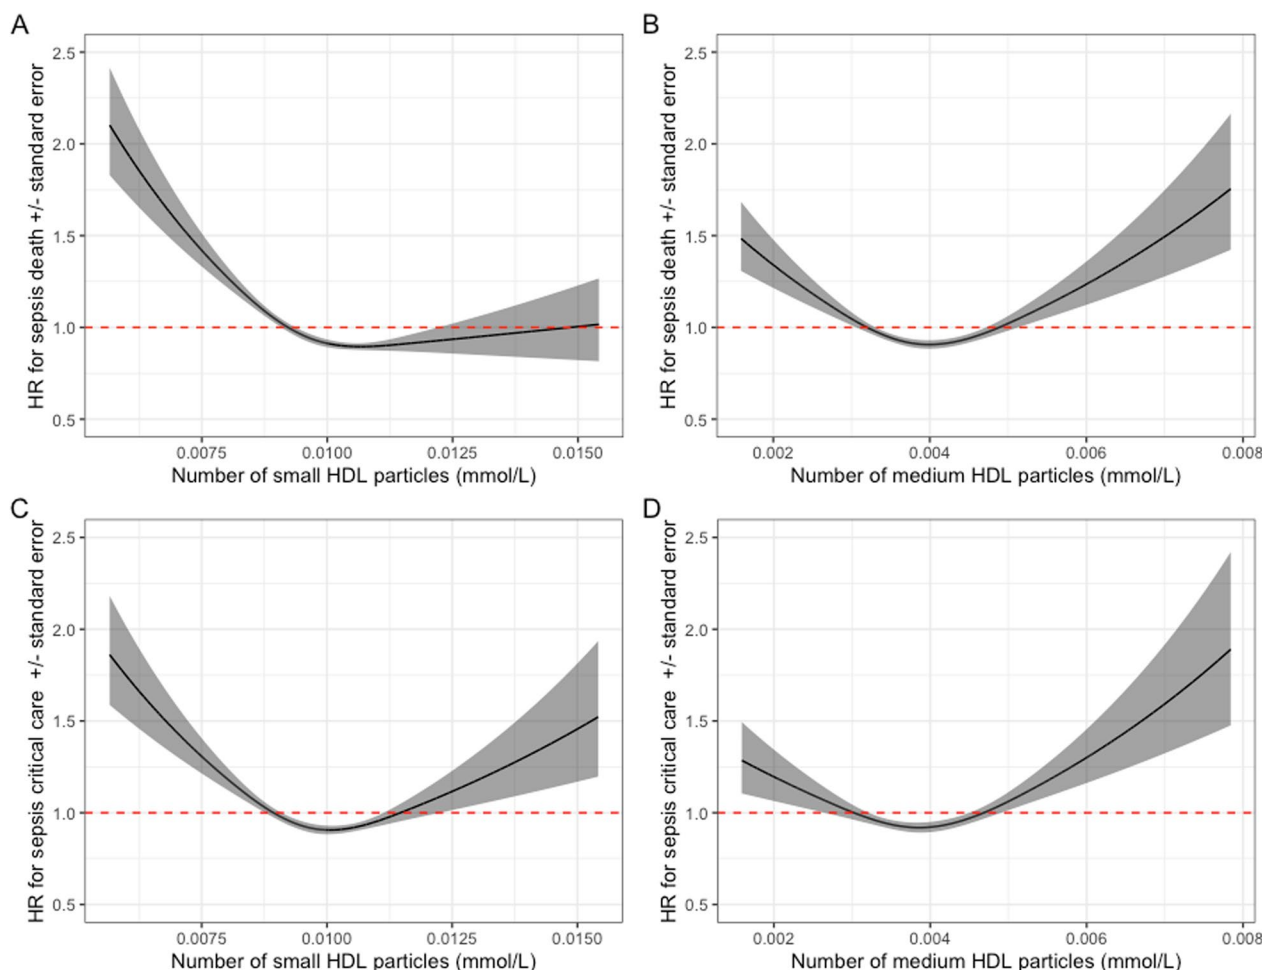 A
HR for sepsis death +/- standard error
2.5
2.0
1.5
1.0
0.5
0.0075 0.0100 0.0125 0.0150
Number of small HDL particles (mmol/L)
B
HR for sepsis death +/- standard error
2.5
2.0
1.5
1.0
0.5
0.002 0.004 0.006 0.008
Number of medium HDL particles (mmol/L)
C
HR for sepsis critical care  +/- standard error
2.5
2.0
1.5
1.0
0.5
0.0075 0.0100 0.0125 0.0150
Number of small HDL particles (mmol/L)
D
HR for sepsis critical care  +/- standard error
2.5
2.0
1.5
1.0
0.5
0.002 0.004 0.006 0.008
Number of medium HDL particles (mmol/L)